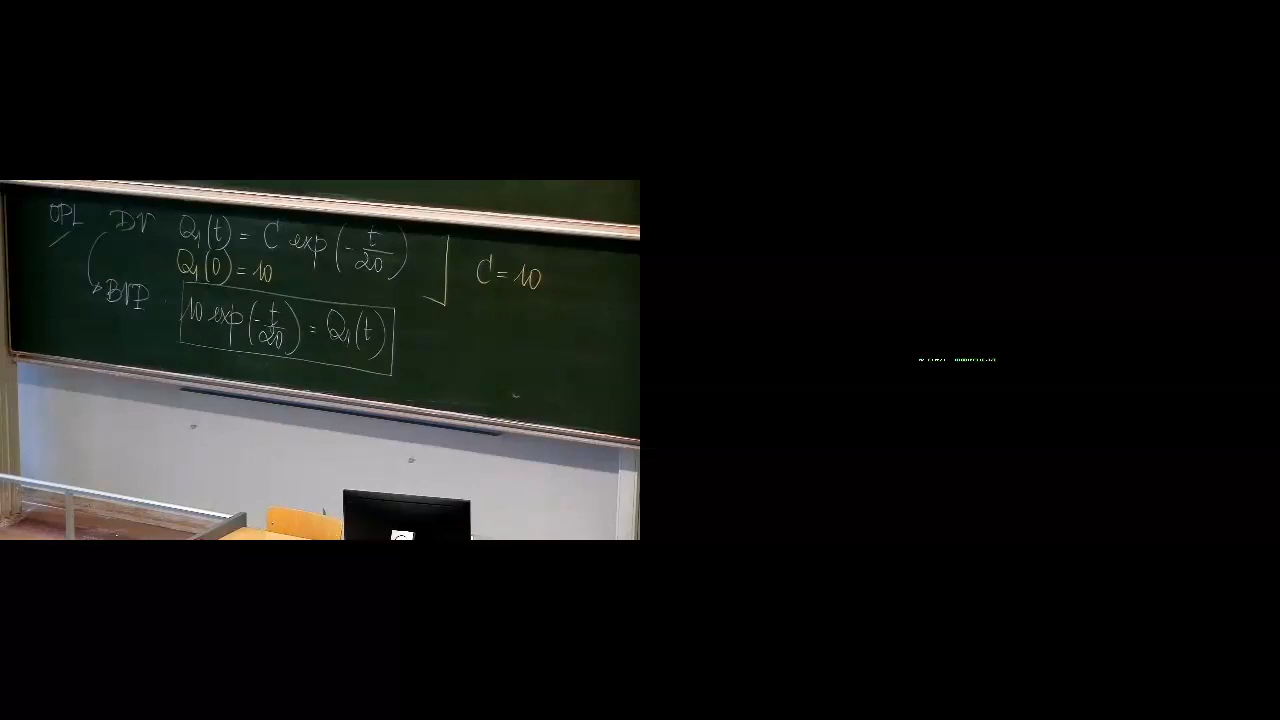 OPL DV Q₁(t) = C exp(-t/20)
Q₁(0) = 10
C = 10
BVP 10 exp(-t/20) = Q₁(t)